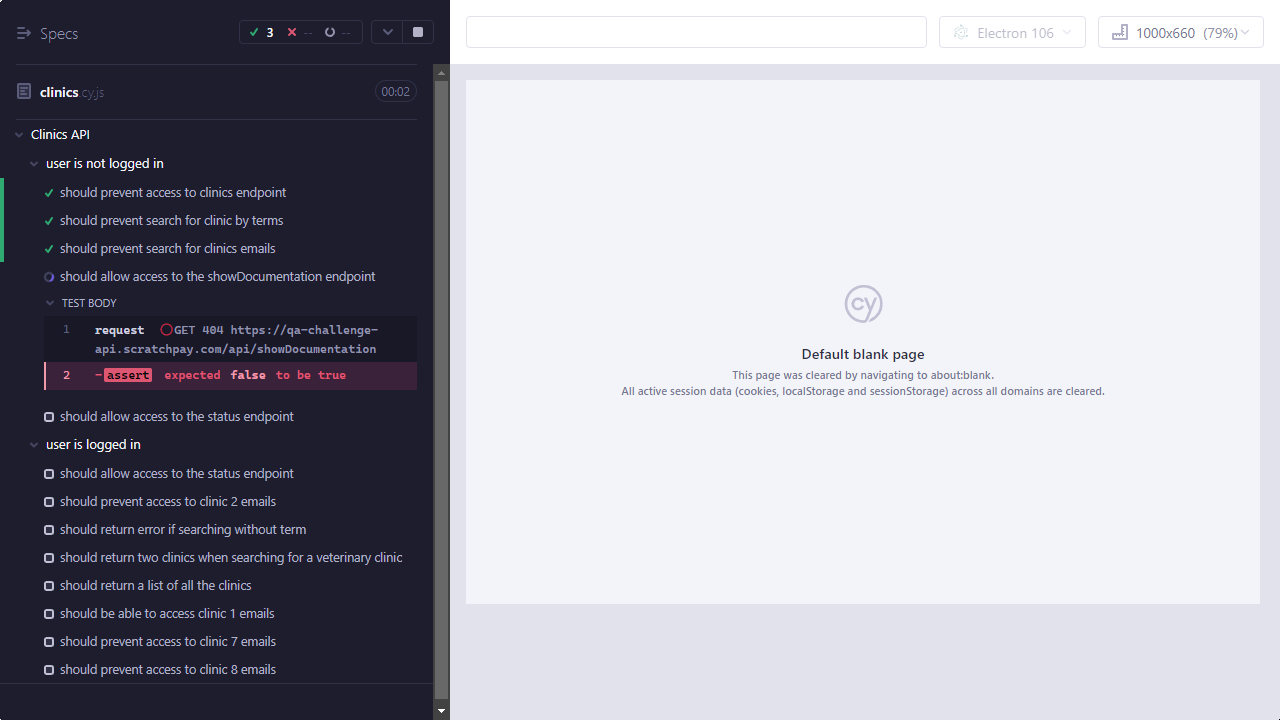 Specs
3
--
--
Electron 106
1000x660 (79%)
clinics.cy.js
00:02
Clinics API
user is not logged in
should prevent access to clinics endpoint
should prevent search for clinic by terms
should prevent search for clinics emails
should allow access to the showDocumentation endpoint
TEST BODY
1 request GET 404 https://qa-challenge-
api.scratchpay.com/api/showDocumentation
2 -assert expected false to be true
should allow access to the status endpoint
user is logged in
should allow access to the status endpoint
should prevent access to clinic 2 emails
should return error if searching without term
should return two clinics when searching for a veterinary clinic
should return a list of all the clinics
should be able to access clinic 1 emails
should prevent access to clinic 7 emails
should prevent access to clinic 8 emails
cy
Default blank page
This page was cleared by navigating to about:blank.
All active session data (cookies, localStorage and sessionStorage) across all domains are cleared.